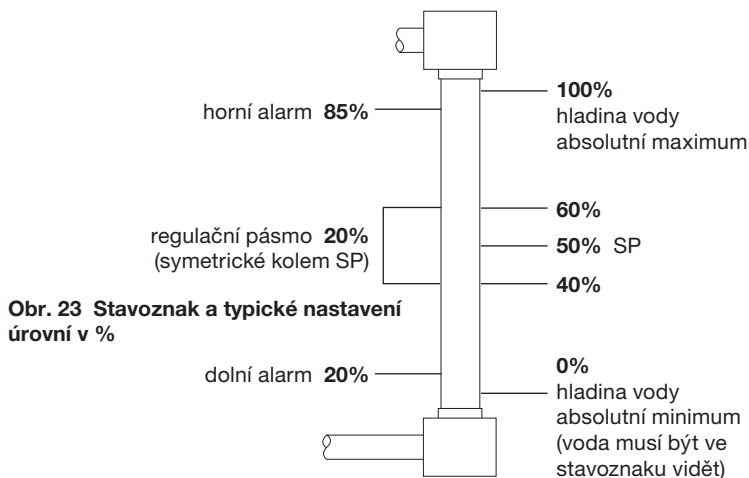 100%
hladina vody
absolutní maximum
horní alarm 85%
60%
regulační pásmo 20%
(symetrické kolem SP)
50% SP
40%
Obr. 23 Stavoznak a typické nastavení
úrovní v %
dolní alarm 20%
0%
hladina vody
absolutní minimum
(voda musí být ve
stavoznaku vidět)